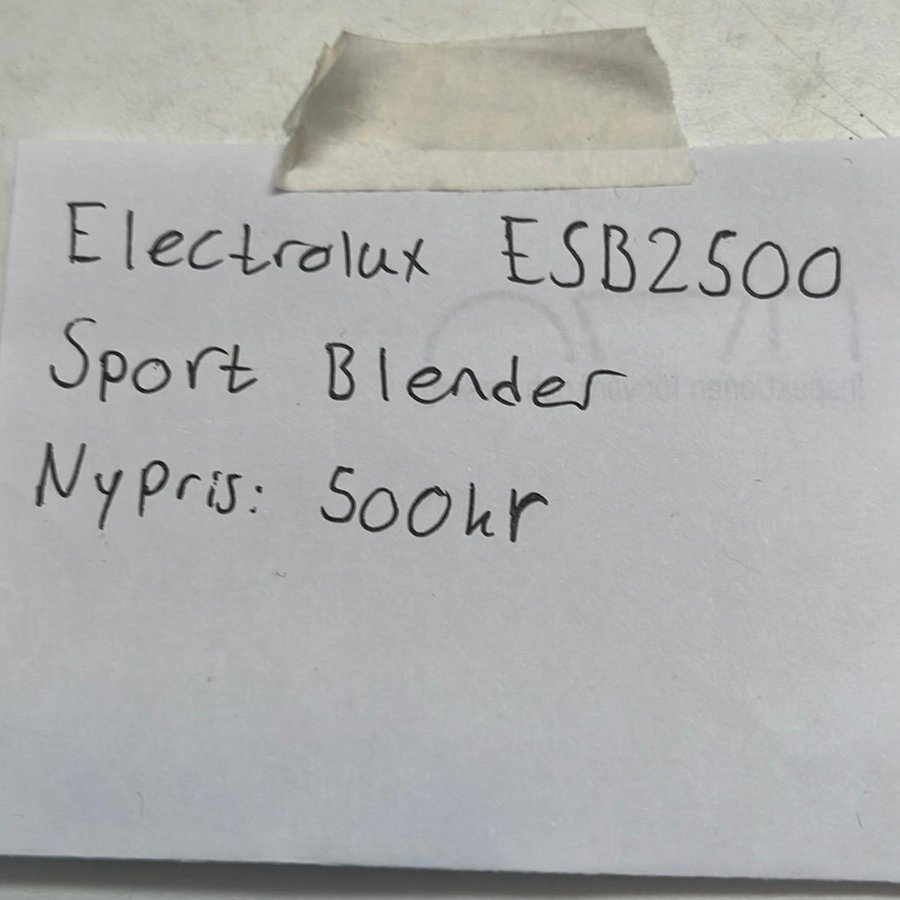 Electrolux ESB2500
Sport Blender
Nypris: 500kr